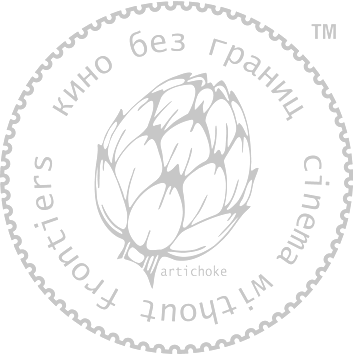 кино без границ
TM
cinema without frontiers
artichoke